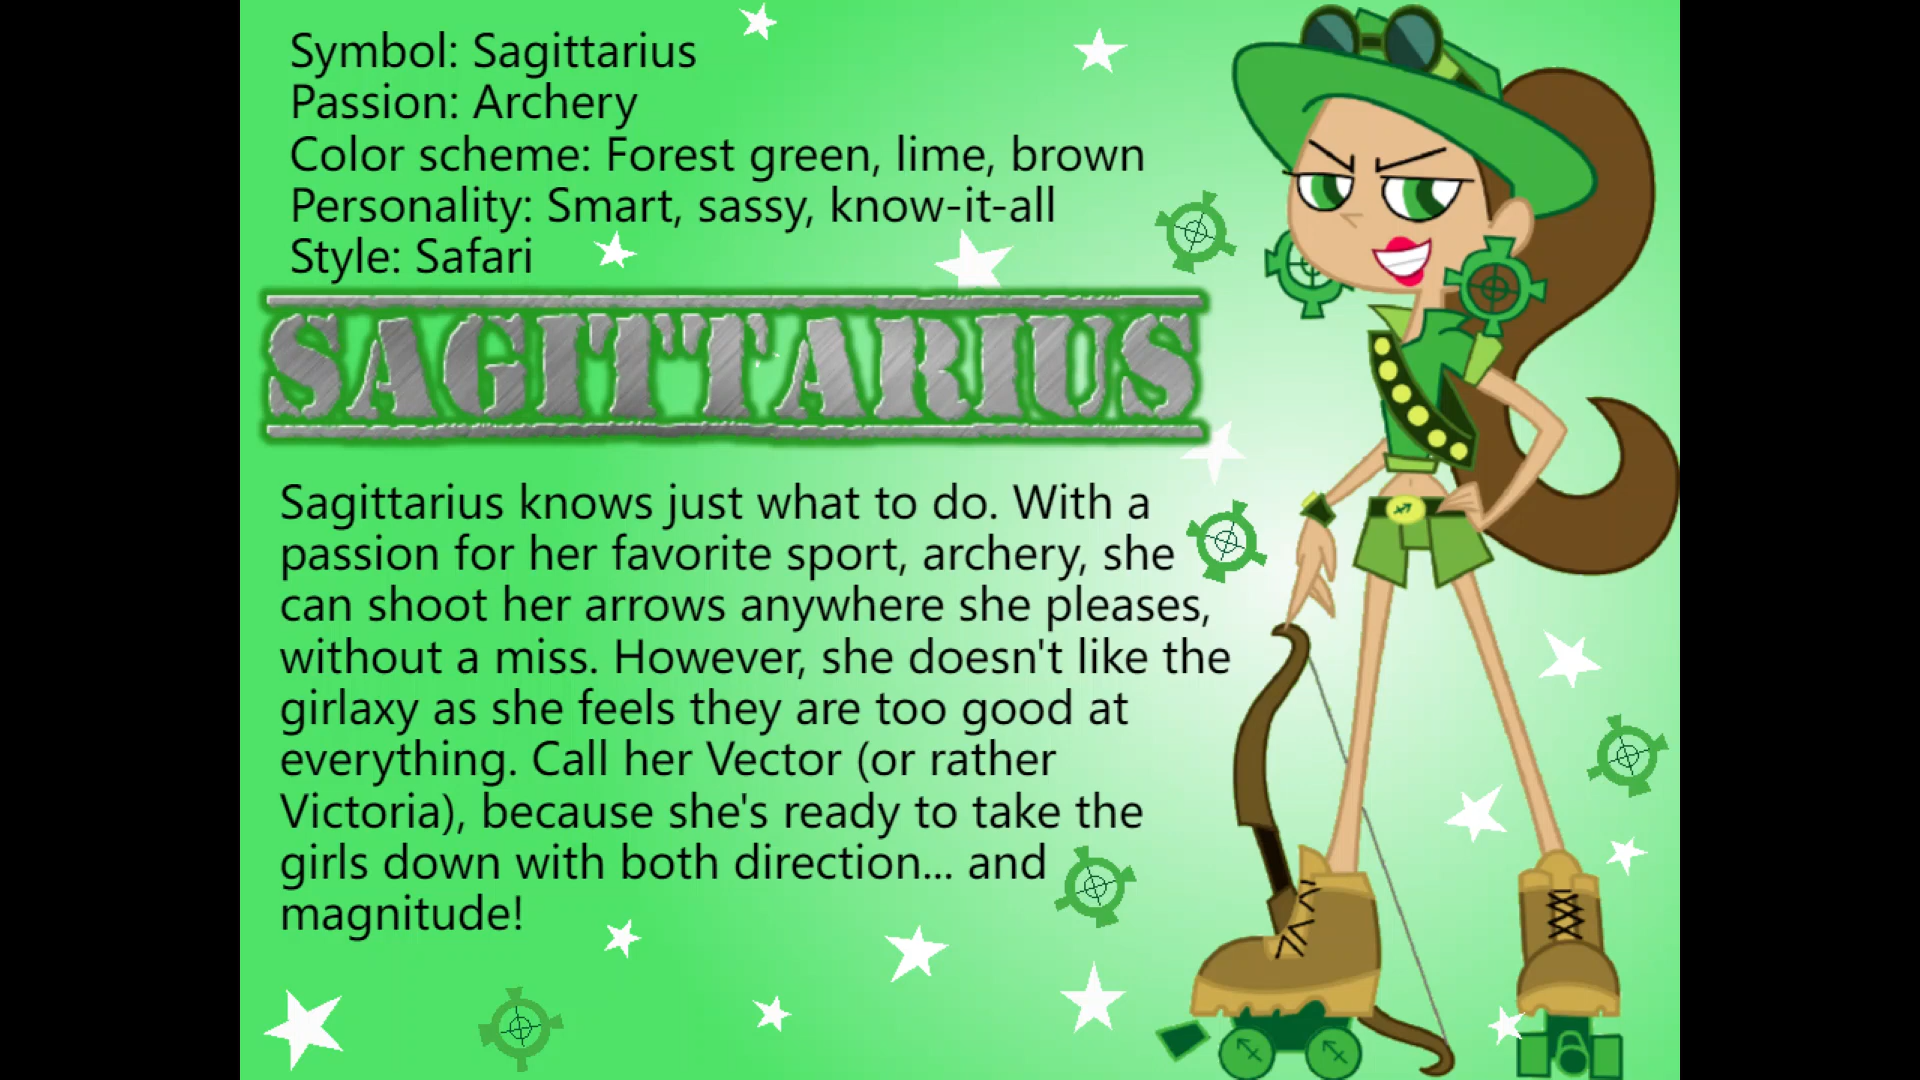 Symbol: Sagittarius
Passion: Archery
Color scheme: Forest green, lime, brown
Personality: Smart, sassy, know-it-all
Style: Safari
SAGITTARIUS
Sagittarius knows just what to do. With a
passion for her favorite sport, archery, she
can shoot her arrows anywhere she pleases,
without a miss. However, she doesn't like the
girlaxy as she feels they are too good at
everything. Call her Vector (or rather
Victoria), because she's ready to take the
girls down with both direction... and
magnitude!